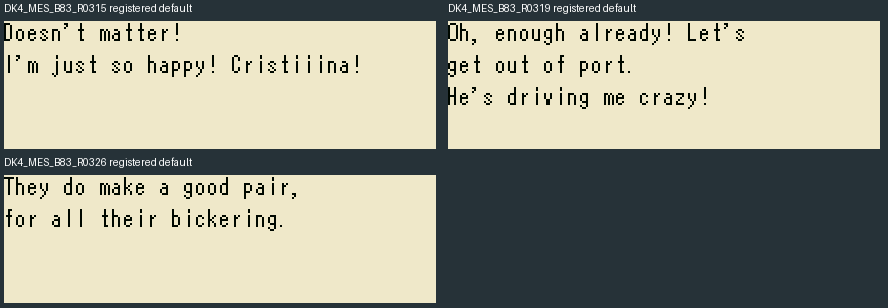 DK4_MES_B83_R0315 registered default
Doesn't matter!
I'm just so happy! Cristiiina!
DK4_MES_B83_R0319 registered default
Oh, enough already! Let's
get out of port.
He's driving me crazy!
DK4_MES_B83_R0326 registered default
They do make a good pair,
for all their bickering.